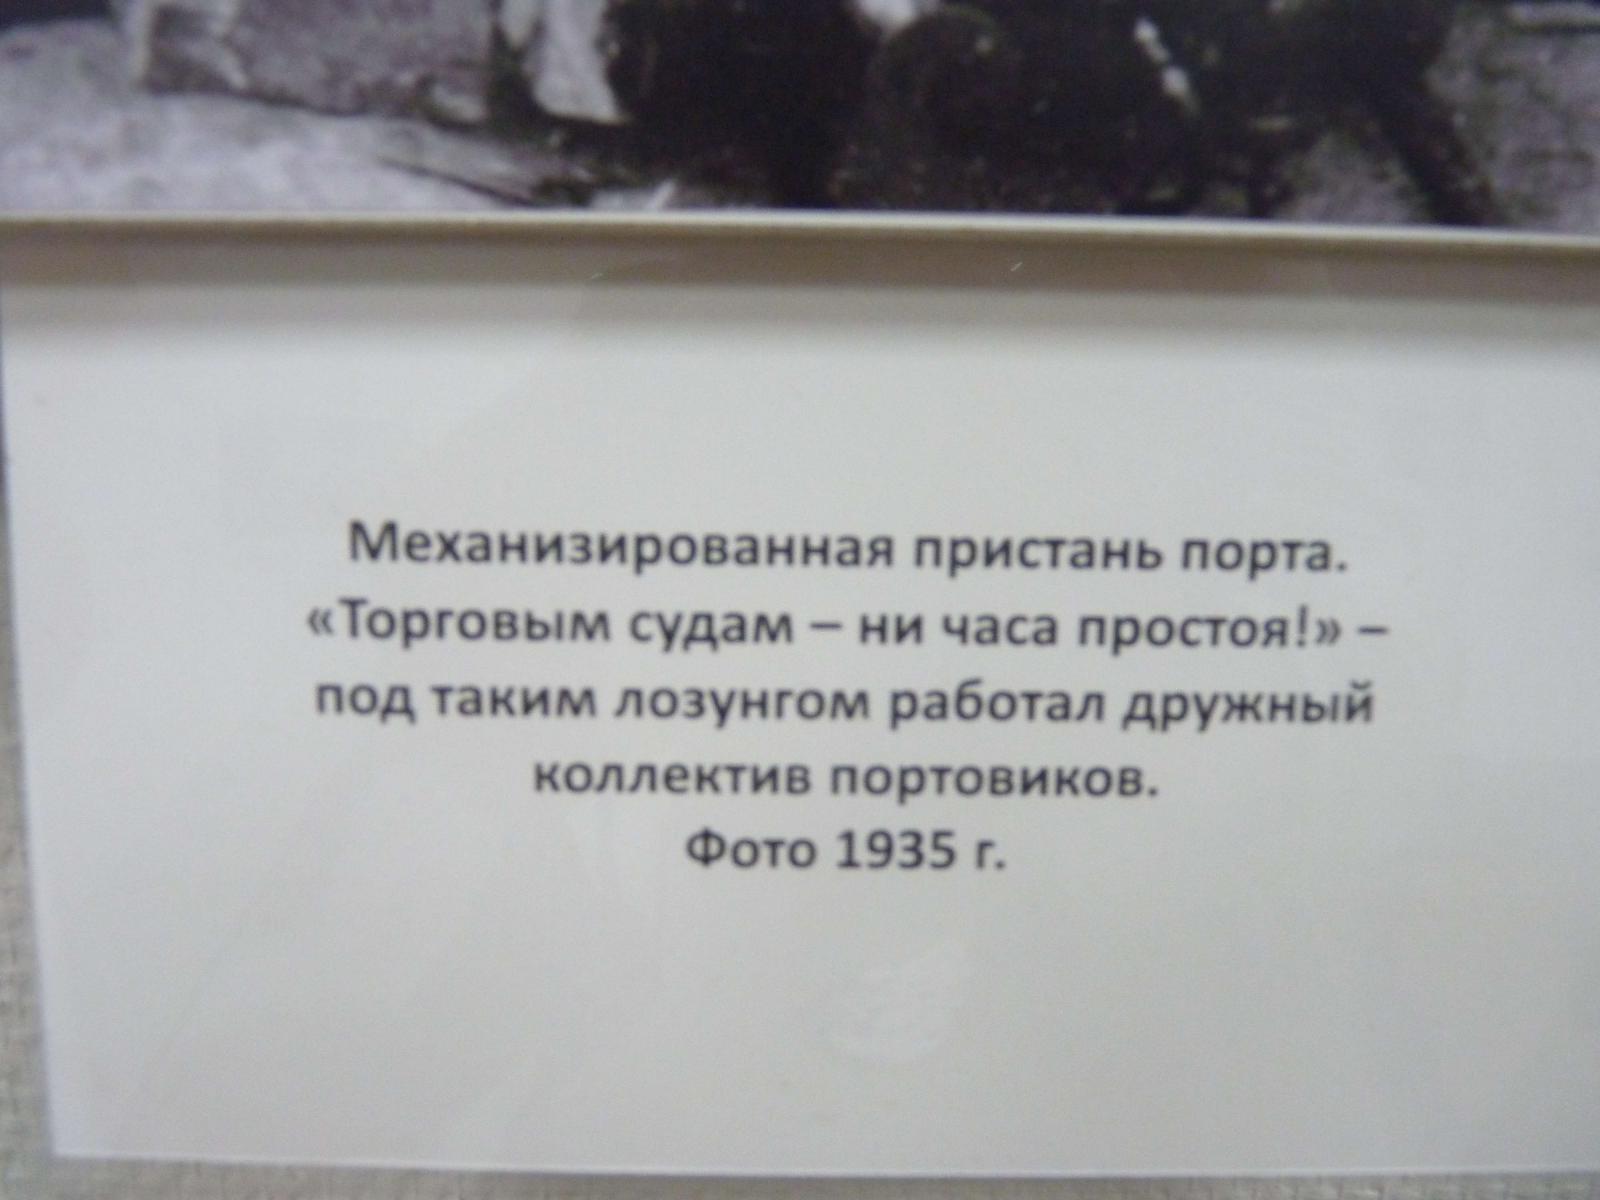 Механизированная пристань порта.
«Торговым судам – ни часа простоя!» –
под таким лозунгом работал дружный
коллектив портовиков.
Фото 1935 г.